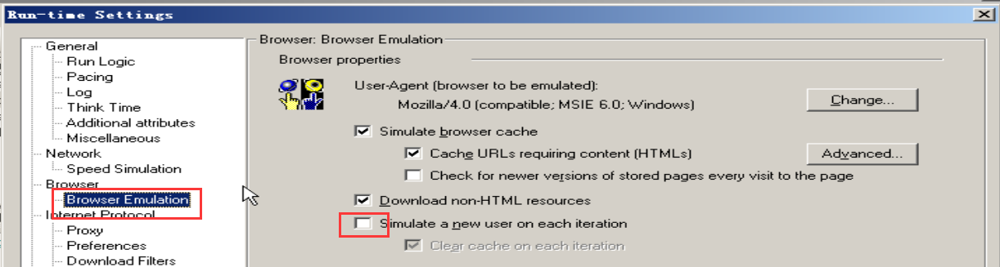 Run-time Settings
General
Run Logic
Pacing
Log
Think Time
Additional attributes
Miscellaneous
Network
Speed Simulation
Browser
Browser Emulation
Internet Protocol
Proxy
Preferences
Download Filters
Browser: Browser Emulation
Browser properties
User-Agent (browser to be emulated):
Mozilla/4.0 (compatible; MSIE 6.0; Windows)
Change...
Simulate browser cache
Cache URLs requiring content (HTMLs)
Advanced...
Check for newer versions of stored pages every visit to the page
Download non-HTML resources
Simulate a new user on each iteration
Clear cache on each iteration